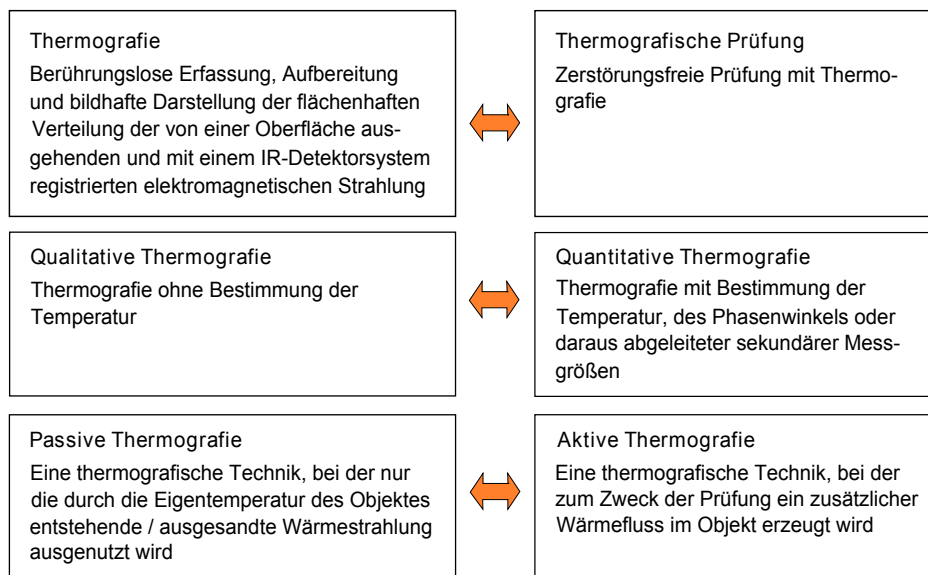 Thermografie
Berührungslose Erfassung, Aufbereitung
und bildhafte Darstellung der flächenhaften
Verteilung der von einer Oberfläche aus-
gehenden und mit einem IR-Detektorsystem
registrierten elektromagnetischen Strahlung
Thermografische Prüfung
Zerstörungsfreie Prüfung mit Thermo-
grafie
Qualitative Thermografie
Thermografie ohne Bestimmung der
Temperatur
Quantitative Thermografie
Thermografie mit Bestimmung der
Temperatur, des Phasenwinkels oder
daraus abgeleiteter sekundärer Mess-
größen
Passive Thermografie
Eine thermografische Technik, bei der nur
die durch die Eigentemperatur des Objektes
entstehende / ausgesandte Wärmestrahlung
ausgenutzt wird
Aktive Thermografie
Eine thermografische Technik, bei der
zum Zweck der Prüfung ein zusätzlicher
Wärmefluss im Objekt erzeugt wird